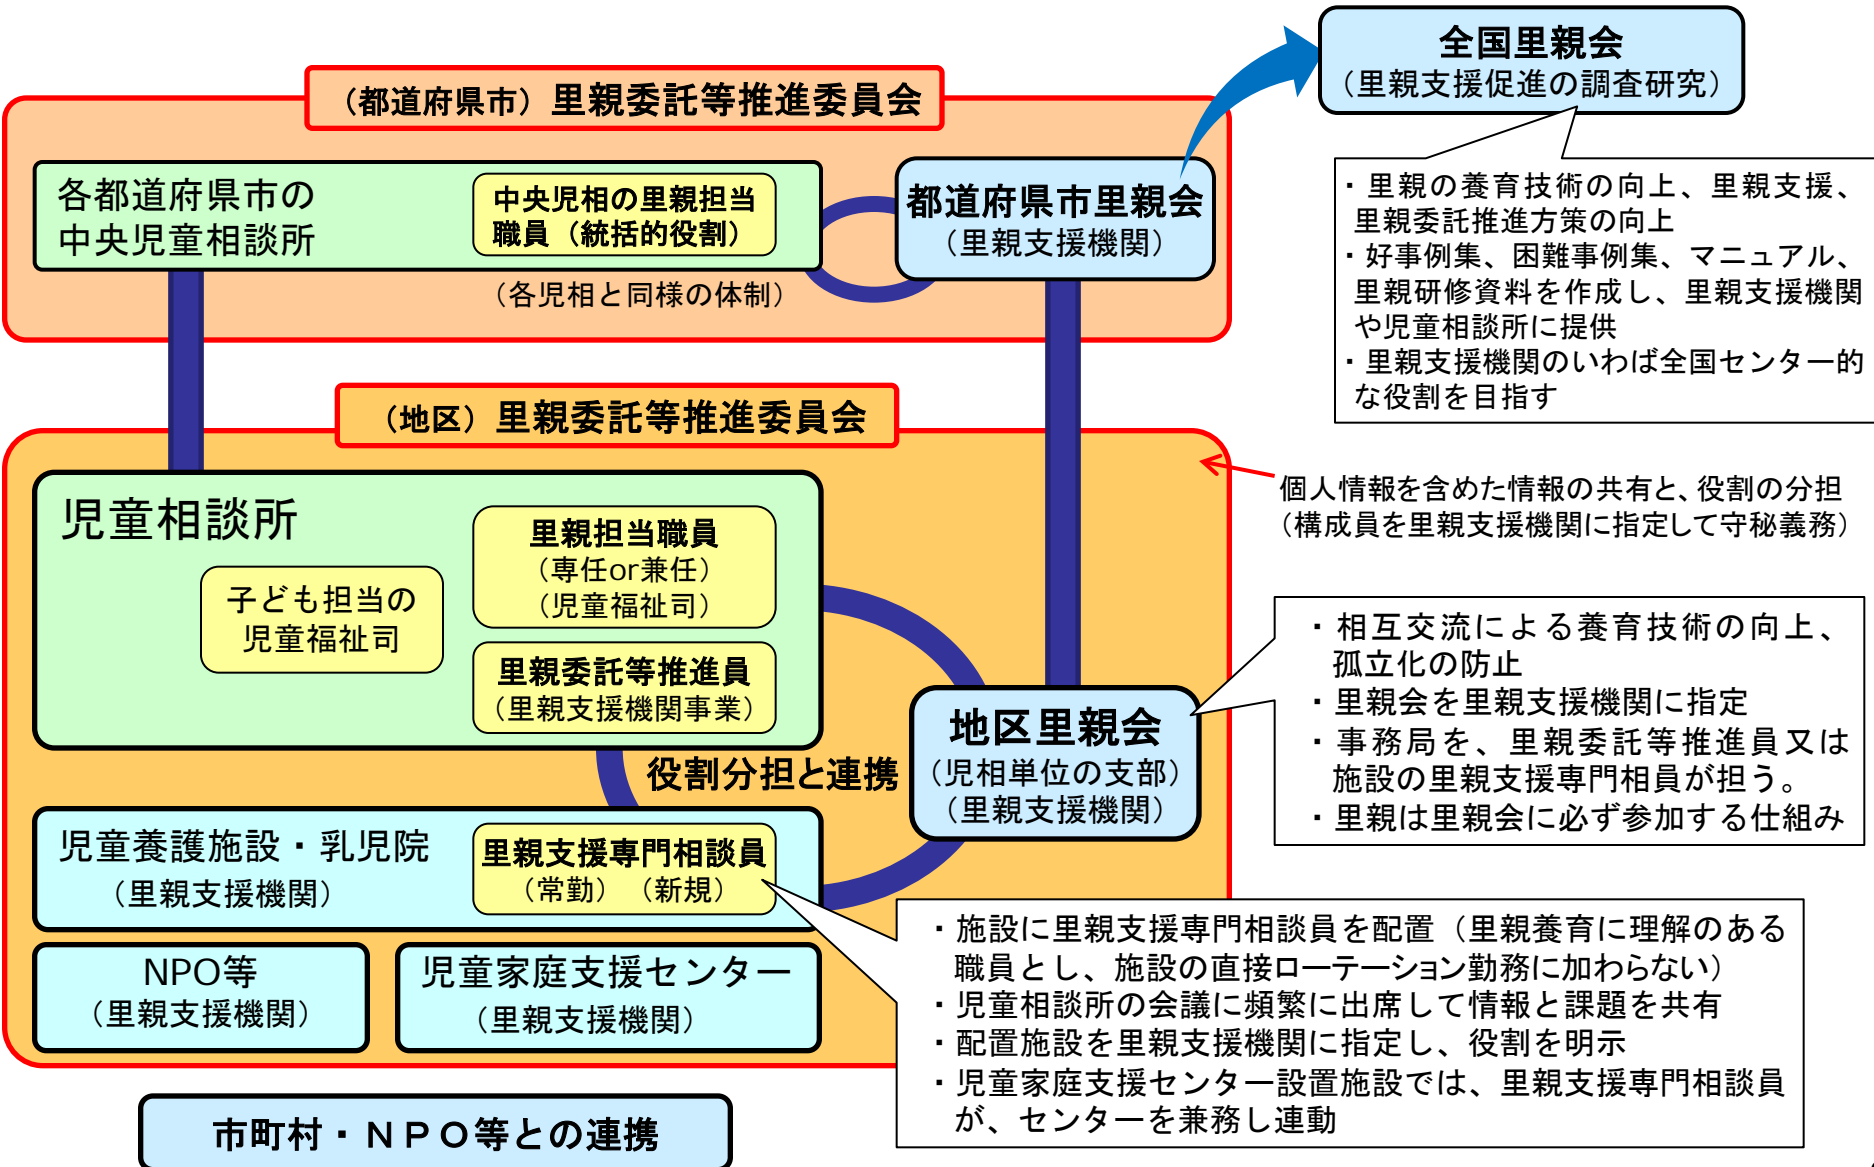 全国里親会
（里親支援促進の調査研究）
（都道府県市）里親委託等推進委員会
各都道府県市の
中央児童相談所
中央児相の里親担当
職員（統括的役割）
（各児相と同様の体制）
都道府県市里親会
（里親支援機関）
・里親の養育技術の向上、里親支援、
里親委託推進方策の向上
・好事例集、困難事例集、マニュアル、
里親研修資料を作成し、里親支援機関
や児童相談所に提供
・里親支援機関のいわば全国センター的
な役割を目指す
（地区）里親委託等推進委員会
個人情報を含めた情報の共有と、役割の分担
（構成員を里親支援機関に指定して守秘義務）
児童相談所
子ども担当の
児童福祉司
里親担当職員
（専任or兼任）
（児童福祉司）
里親委託等推進員
（里親支援機関事業）
役割分担と連携
地区里親会
（児相単位の支部）
（里親支援機関）
・相互交流による養育技術の向上、
孤立化の防止
・里親会を里親支援機関に指定
・事務局を、里親委託等推進員又は
施設の里親支援専門相員が担う。
・里親は里親会に必ず参加する仕組み
児童養護施設・乳児院
（里親支援機関）
里親支援専門相談員
（常勤）（新規）
NPO等
（里親支援機関）
児童家庭支援センター
（里親支援機関）
・施設に里親支援専門相談員を配置（里親養育に理解のある
職員とし、施設の直接ローテーション勤務に加わらない）
・児童相談所の会議に頻繁に出席して情報と課題を共有
・配置施設を里親支援機関に指定し、役割を明示
・児童家庭支援センター設置施設では、里親支援専門相談員
が、センターを兼務し連動
市町村・ＮＰＯ等との連携